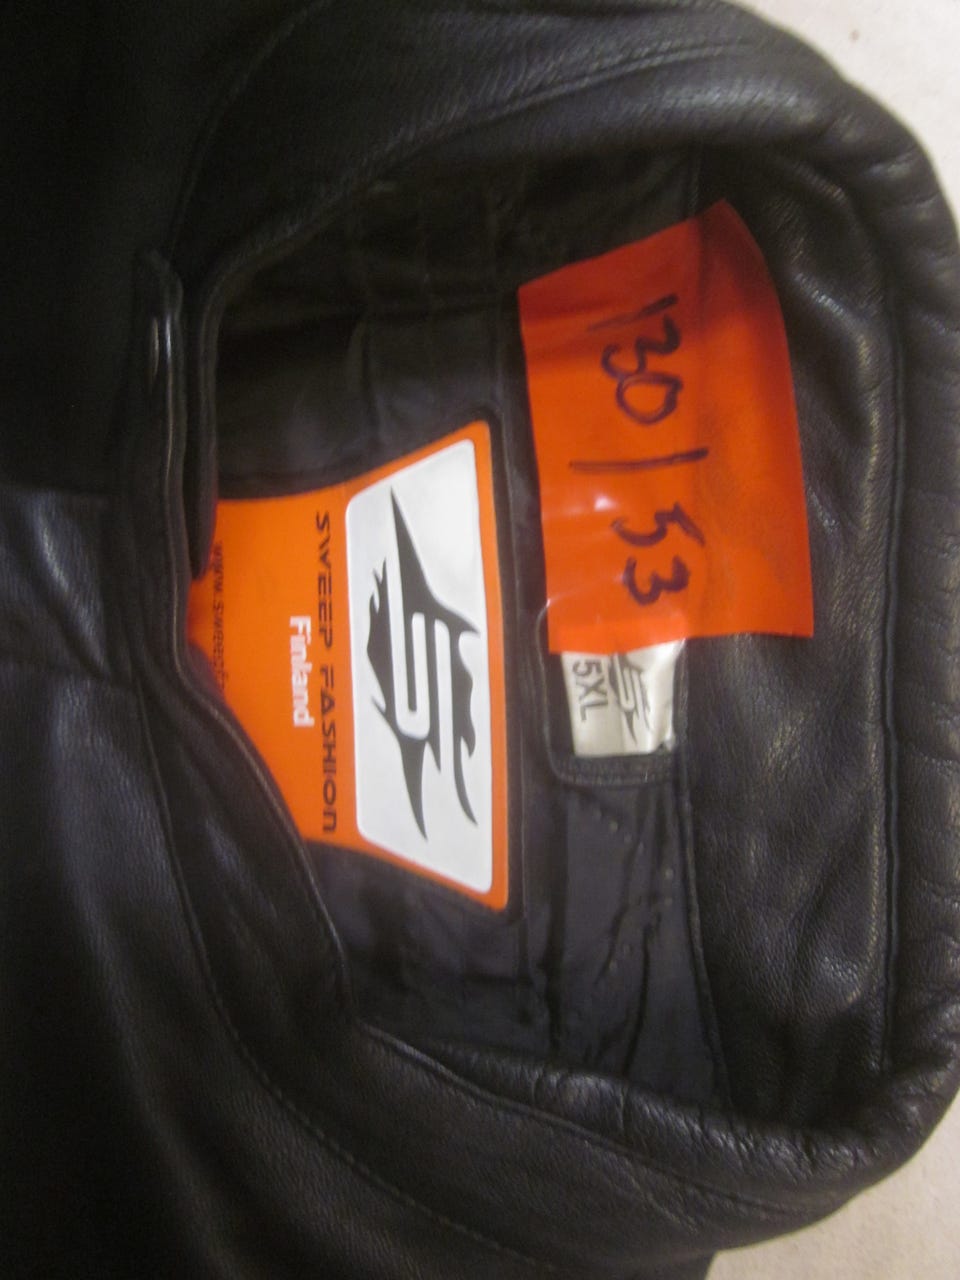 130/53
5XL
SWEEP FASHION
Finland